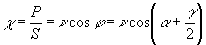 χ = P/S = 𝜈 cos φ = 𝜈 cos(α + γ/2)